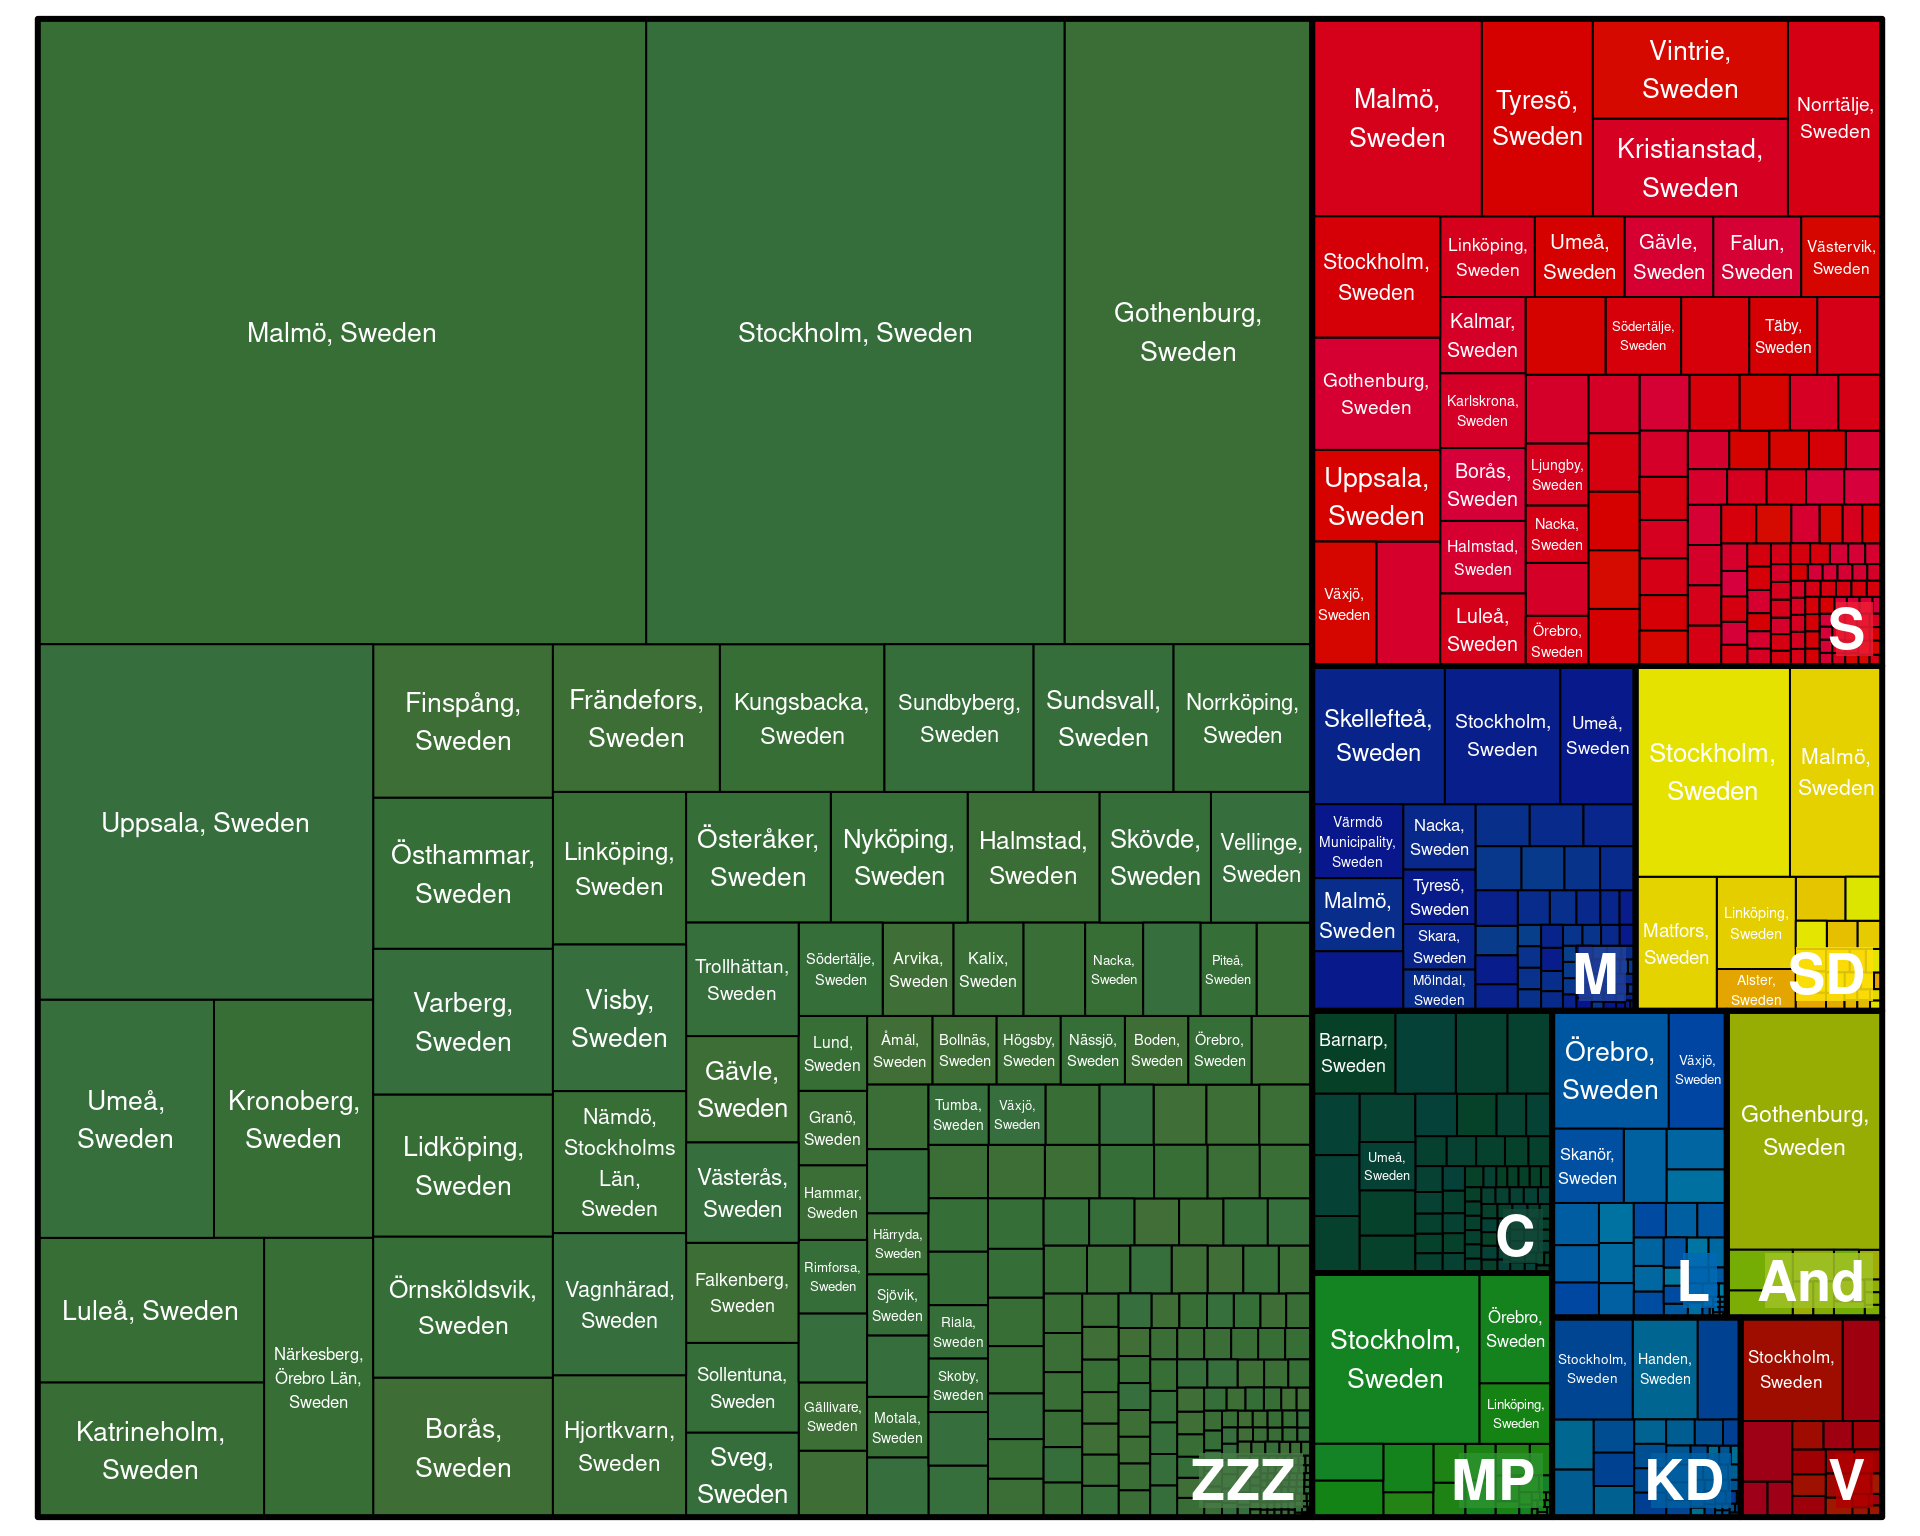 Malmö, Sweden
Stockholm, Sweden
Gothenburg,
Sweden
Uppsala, Sweden
Umeå,
Sweden
Kronoberg,
Sweden
Luleå, Sweden
Katrineholm,
Sweden
Närkesberg,
Örebro Län,
Sweden
Finspång,
Sweden
Östhammar,
Sweden
Varberg,
Sweden
Lidköping,
Sweden
Örnsköldsvik,
Sweden
Borås,
Sweden
Frändefors,
Sweden
Kungsbacka,
Sweden
Sundbyberg,
Sweden
Sundsvall,
Sweden
Norrköping,
Sweden
Linköping,
Sweden
Visby,
Sweden
Nämdö,
Stockholms
Län,
Sweden
Vagnhärad,
Sweden
Hjortkvarn,
Sweden
Österåker,
Sweden
Nyköping,
Sweden
Halmstad,
Sweden
Skövde,
Sweden
Vellinge,
Sweden
Trollhättan,
Sweden
Gävle,
Sweden
Västerås,
Sweden
Falkenberg,
Sweden
Sollentuna,
Sweden
Sveg,
Sweden
Södertälje,
Sweden
Arvika,
Sweden
Kalix,
Sweden
Nacka,
Sweden
Piteå,
Sweden
Lund,
Sweden
Granö,
Sweden
Hammar,
Sweden
Rimforsa,
Sweden
Gällivare,
Sweden
Åmål,
Sweden
Bollnäs,
Sweden
Högsby,
Sweden
Nässjö,
Sweden
Boden,
Sweden
Örebro,
Sweden
Härryda,
Sweden
Sjövik,
Sweden
Motala,
Sweden
Tumba,
Sweden
Växjö,
Sweden
Riala,
Sweden
Skoby,
Sweden
ZZZ
Malmö,
Sweden
Tyresö,
Sweden
Vintrie,
Sweden
Kristianstad,
Sweden
Norrtälje,
Sweden
Stockholm,
Sweden
Gothenburg,
Sweden
Uppsala,
Sweden
Växjö,
Sweden
Linköping,
Sweden
Umeå,
Sweden
Gävle,
Sweden
Falun,
Sweden
Västervik,
Sweden
Kalmar,
Sweden
Karlskrona,
Sweden
Borås,
Sweden
Halmstad,
Sweden
Luleå,
Sweden
Södertälje,
Sweden
Täby,
Sweden
Ljungby,
Sweden
Nacka,
Sweden
Örebro,
Sweden
S
Skellefteå,
Sweden
Stockholm,
Sweden
Umeå,
Sweden
Värmdö
Municipality,
Sweden
Malmö,
Sweden
Nacka,
Sweden
Tyresö,
Sweden
Skara,
Sweden
Mölndal,
Sweden
M
Stockholm,
Sweden
Malmö,
Sweden
Matfors,
Sweden
Linköping,
Sweden
Alster,
Sweden
SD
Barnarp,
Sweden
Umeå,
Sweden
C
Örebro,
Sweden
Växjö,
Sweden
Skanör,
Sweden
L
Gothenburg,
Sweden
And
Stockholm,
Sweden
Örebro,
Sweden
Linköping,
Sweden
MP
Stockholm,
Sweden
Handen,
Sweden
KD
Stockholm,
Sweden
V